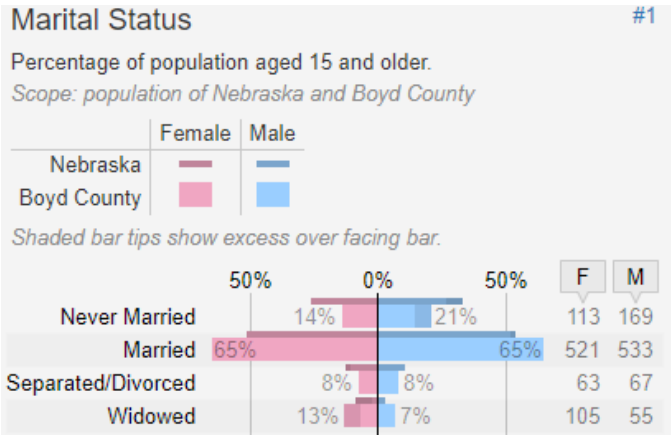 Marital Status #1
Percentage of population aged 15 and older.
Scope: population of Nebraska and Boyd County
Female Male
Nebraska
Boyd County
Shaded bar tips show excess over facing bar.
50% 0% 50% F M
Never Married 14% 21% 113 169
Married 65% 65% 521 533
Separated/Divorced 8% 8% 63 67
Widowed 13% 7% 105 55